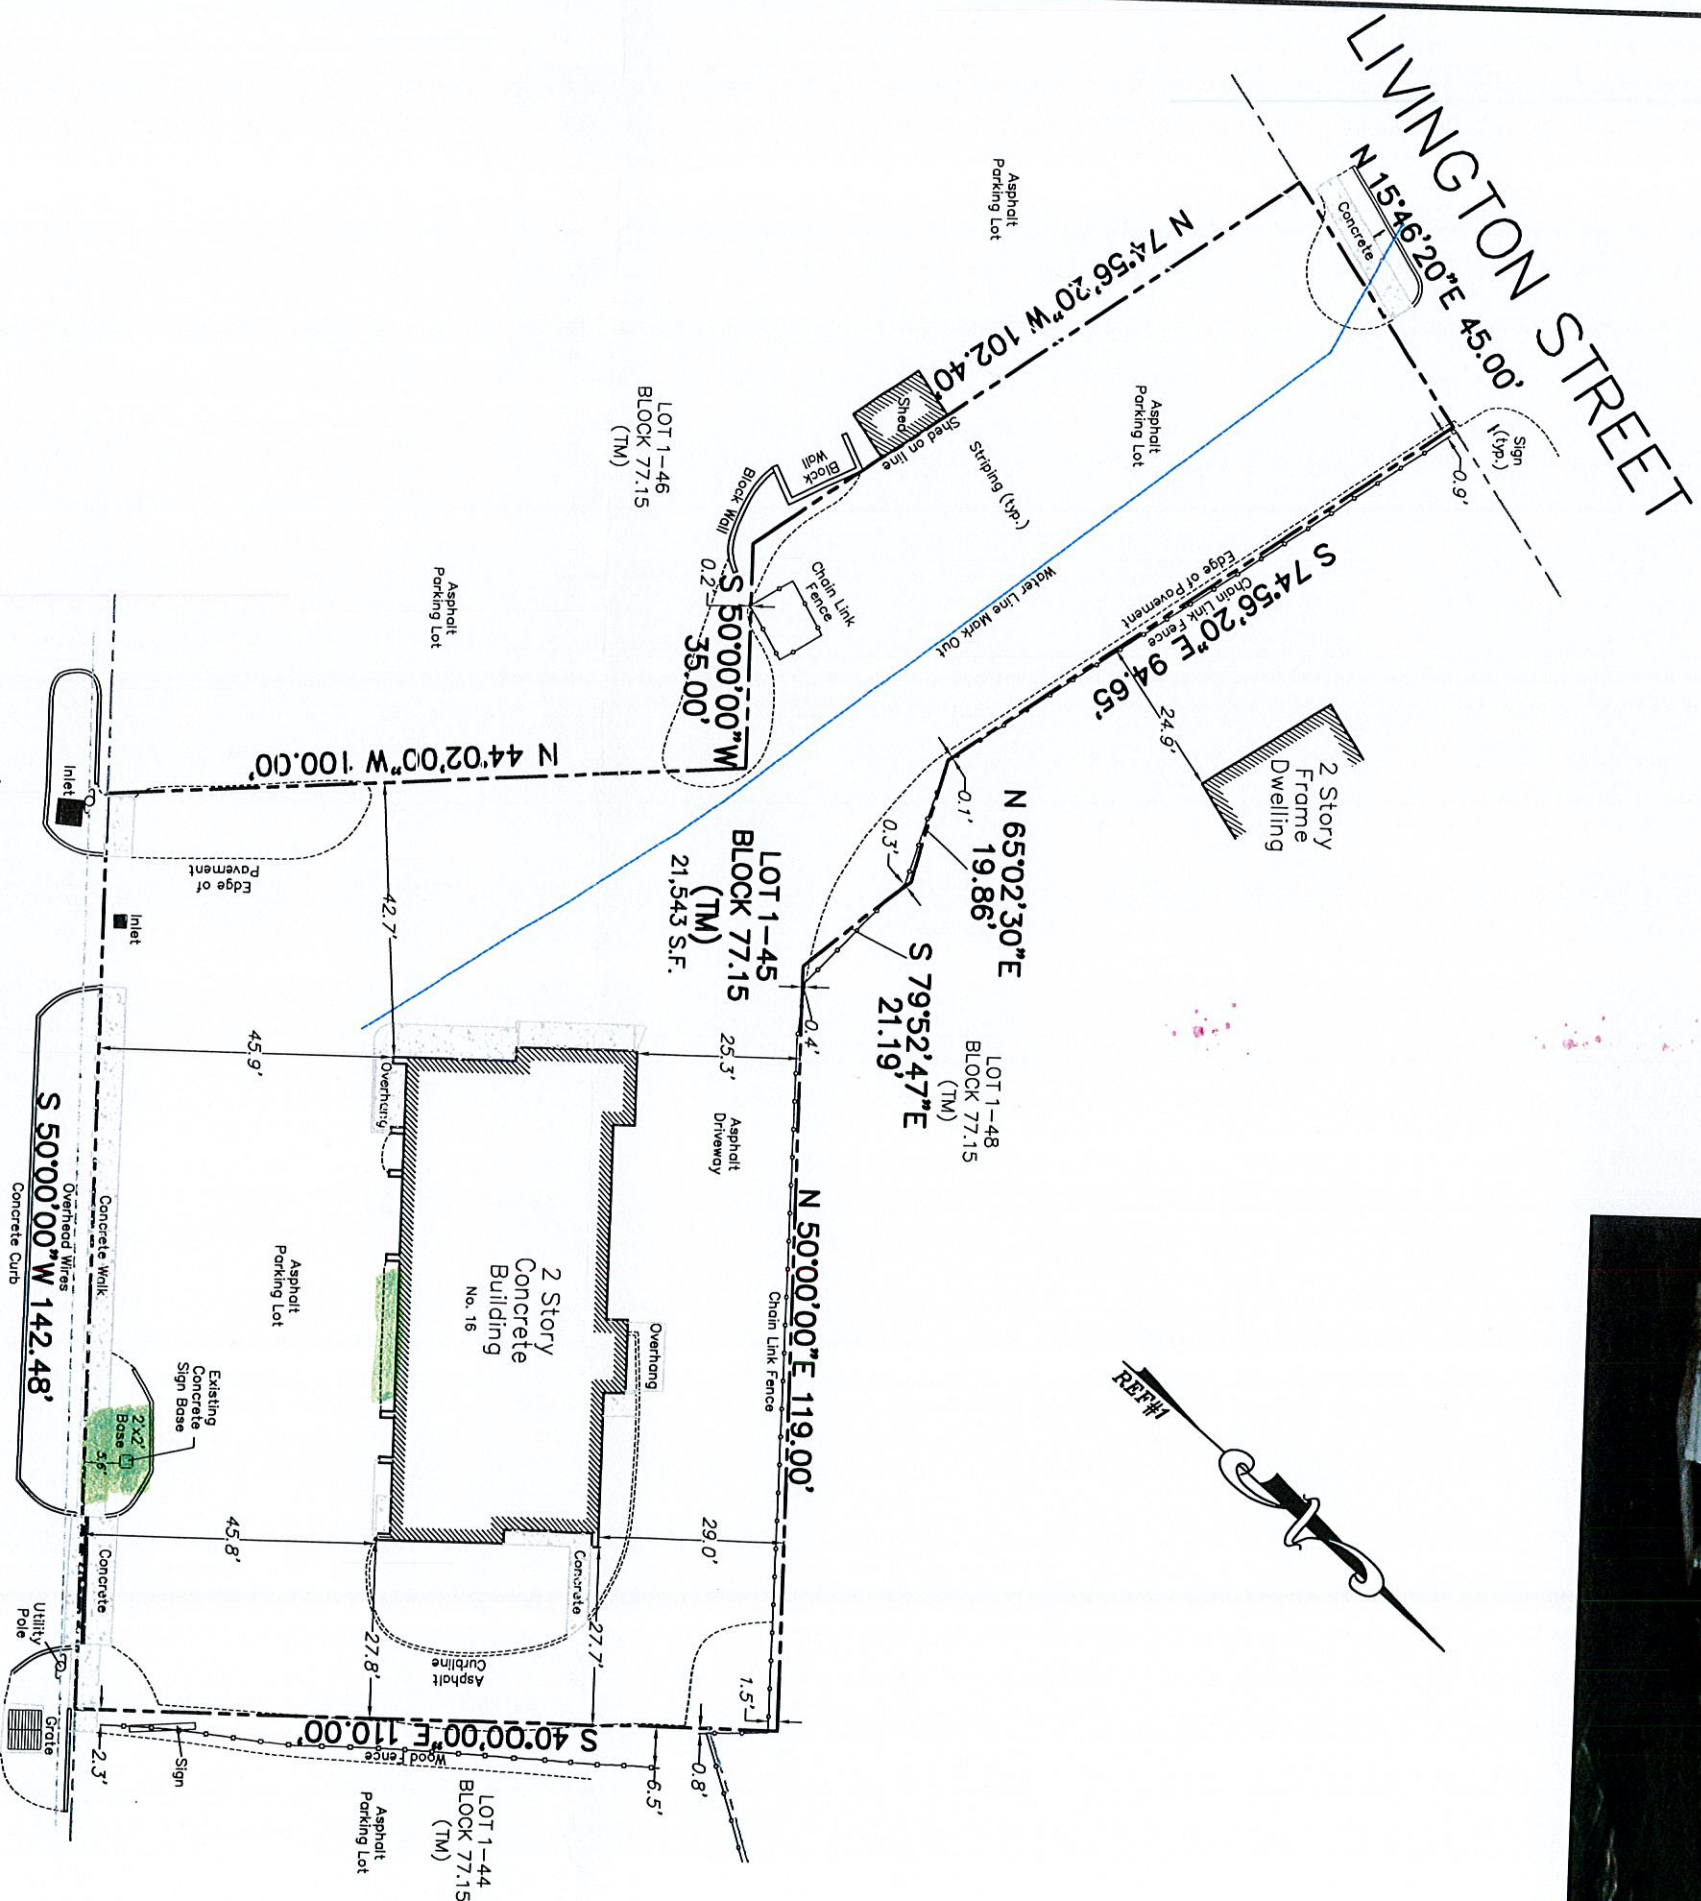 LIVINGTON STREET
N 15°46'20"E 45.00'
Concrete
Sign
(typ.)
0.9'
Asphalt
Parking Lot
N 74°56'20"W 102.40'
Shed
Shed on line
Block
Wall
Block Wall
Striping (typ.)
Asphalt
Parking Lot
Edge of Pavement
Chain Link Fence
S 74°56'20"E 94.65'
24.9'
2 Story
Frame
Dwelling
Water Line Mark Out
Chain Link
Fence
0.2'
S 50°00'00"W
35.00'
LOT 1-46
BLOCK 77.15
(TM)
Asphalt
Parking Lot
N 44°02'00"W 100.00'
Inlet
Edge of
Pavement
Inlet
42.7'
LOT 1-45
BLOCK 77.15
(TM)
21,543 S.F.
0.1'
N 65°02'30"E
19.86'
0.3'
S 79°52'47"E
21.19'
0.4'
LOT 1-48
BLOCK 77.15
(TM)
45.9'
Overhang
25.3'
Asphalt
Driveway
N 50°00'00"E 119.00'
Chain Link Fence
2 Story
Concrete
Building
No. 16
Overhang
Asphalt
Parking Lot
Concrete Walk
Overhead Wires
S 50°00'00"W 142.48'
Concrete Curb
Existing
Concrete
Sign Base
2'x2'
Base
5.6'
45.8'
29.0'
Concrete
Concrete
27.7'
27.8'
Asphalt
Curbline
Utility
Pole
Grate
2.3'
Sign
S 40°00'00"E 110.00'
Wood Fence
1.5'
0.8'
6.5'
LOT 1-44
BLOCK 77.15
(TM)
Asphalt
Parking Lot
REF#1